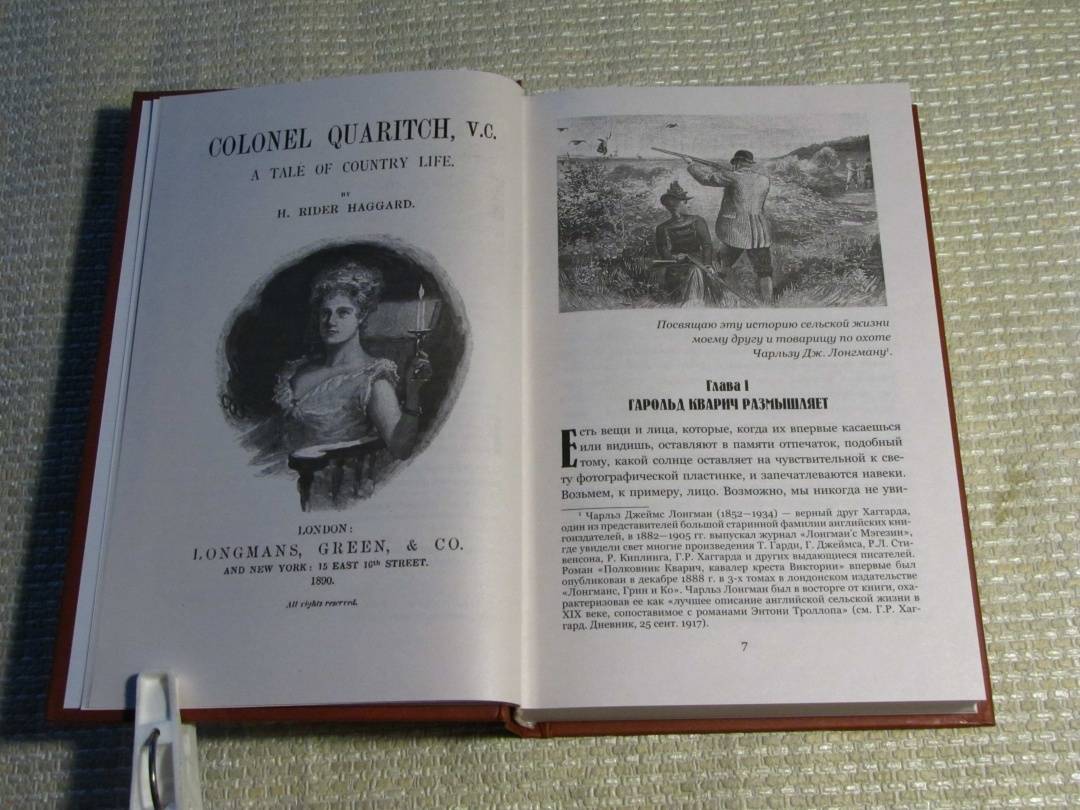 COLONEL QUARITCH, V.C.
A TALE OF COUNTRY LIFE.
BY
H. RIDER HAGGARD.
LONDON:
LONGMANS, GREEN, & CO.
AND NEW YORK: 15 EAST 16th STREET.
1890.
All rights reserved.
Посвящаю эту историю сельской жизни
моему другу и товарищу по охоте
Чарльзу Дж. Лонгману¹.
Глава I
ГАРОЛЬД КВАРИЧ РАЗМЫШЛЯЕТ
Есть вещи и лица, которые, когда их впервые касаешься
или видишь, оставляют в памяти отпечаток, подобный
тому, какой солнце оставляет на чувствительной к све-
ту фотографической пластинке, и запечатлеваются навеки.
Возьмем, к примеру, лицо. Возможно, мы никогда не уви-
¹ Чарльз Джеймс Лонгман (1852—1934) — верный друг Хаггарда,
один из представителей большой старинной фамилии английских кни-
гоиздателей, в 1882—1905 гг. выпускал журнал «Лонгман's Мэгезин»,
где увидели свет многие произведения Т. Гарди, Г. Джеймса, Р.Л. Сти-
венсона, Р. Киплинга, Г.Р. Хаггарда и других выдающиеся писателей.
Роман «Полковник Кварич, кавалер креста Виктории» впервые был
опубликован в декабре 1888 г. в 3-х томах в лондонском издательстве
«Лонгманс, Грин и Ко». Чарльз Лонгман был в восторге от книги, оха-
рактеризовав ее как «лучшее описание английской сельской жизни в
XIX веке, сопоставимое с романами Энтони Троллопа» (см. Г.Р. Хаг-
гард. Дневник, 25 сент. 1917).
7